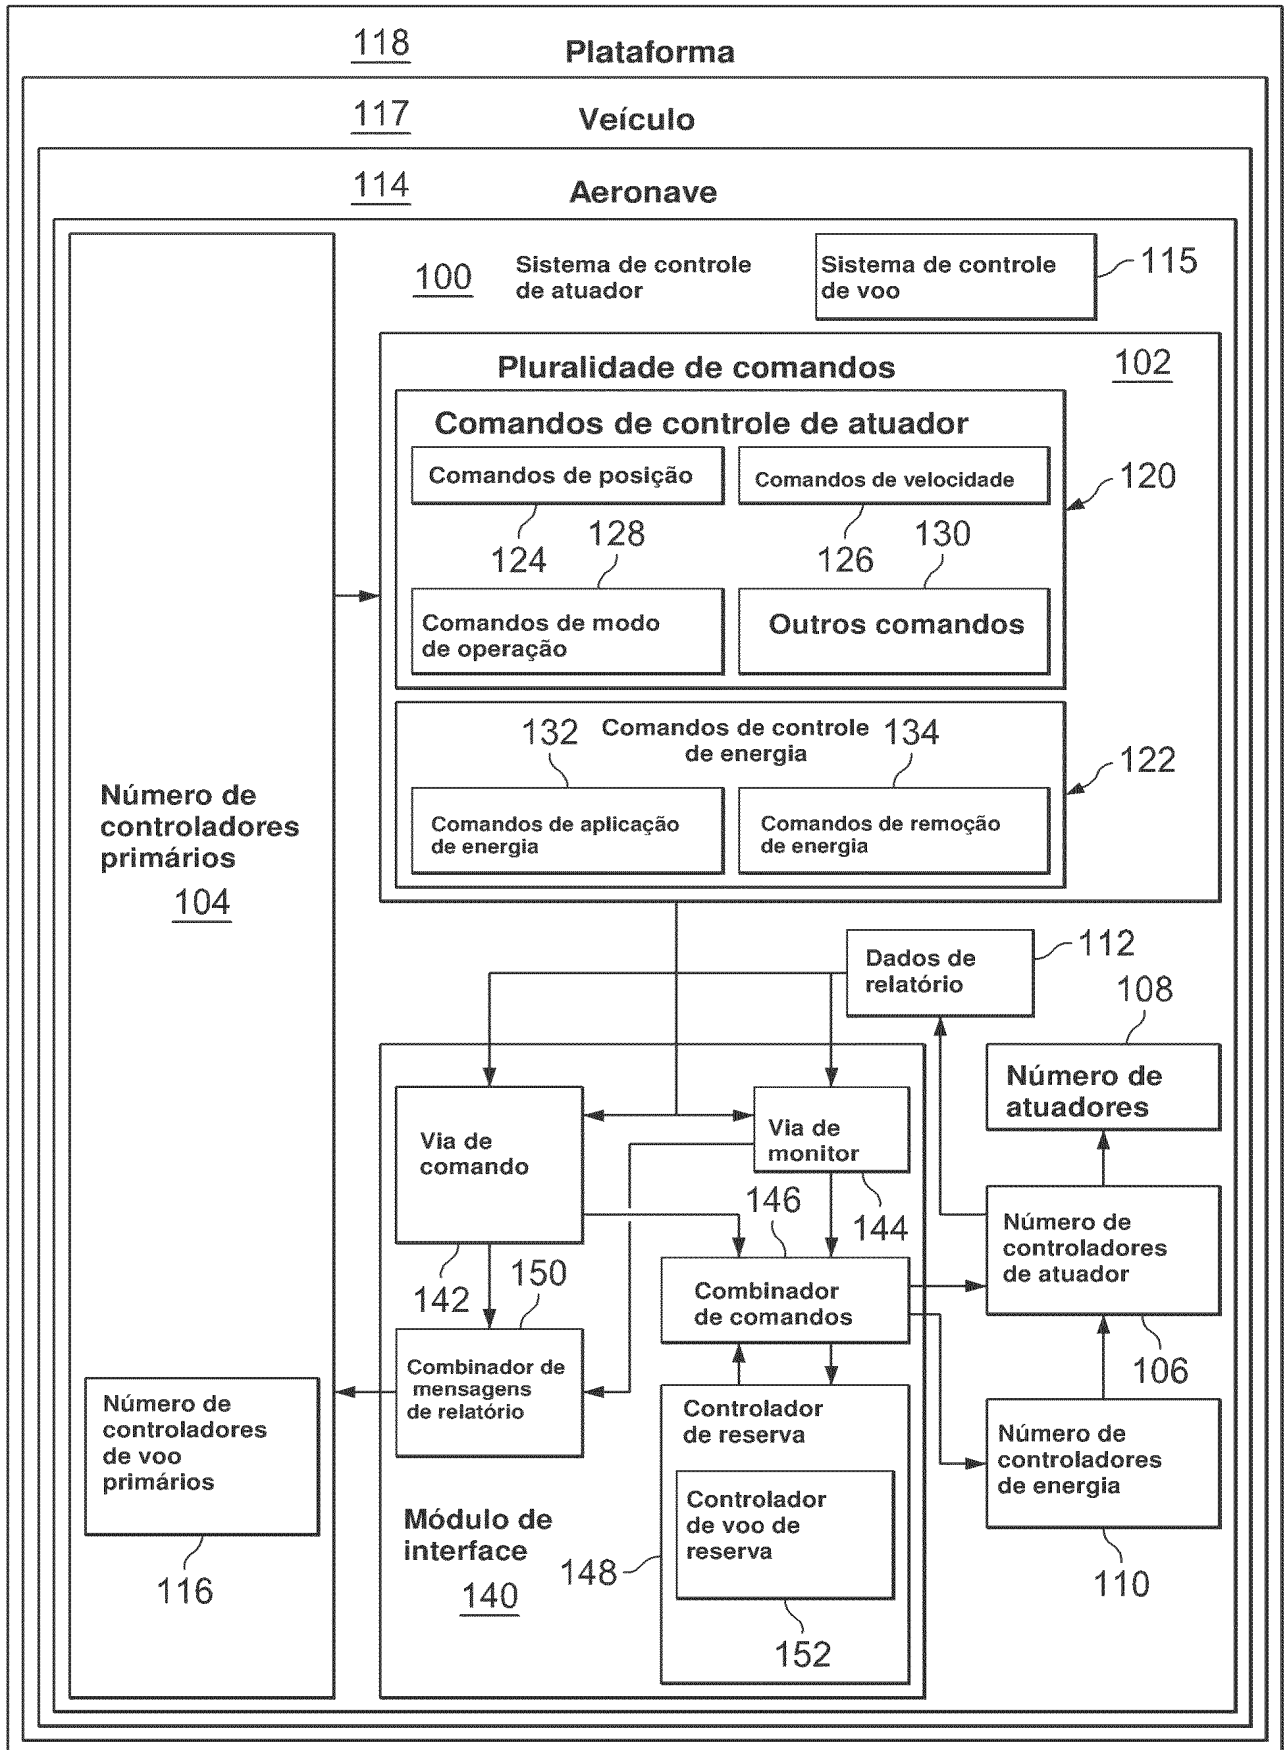 118 Plataforma
117 Veículo
114 Aeronave
100
Sistema de controle
de atuador
Sistema de controle
de voo
115
Pluralidade de comandos
102
Comandos de controle de atuador
Comandos de posição
Comandos de velocidade
120
124
128
126
130
Comandos de modo
de operação
Outros comandos
132
Comandos de controle
de energia
134
122
Comandos de aplicação
de energia
Comandos de remoção
de energia
Número de
controladores
primários
104
Dados de
relatório
112
108
Número de
atuadores
Via de
comando
Via de
monitor
142
150
146
144
Número de
controladores
de atuador
106
Combinador
de comandos
Combinador de
mensagens
de relatório
Número de
controladores
de voo
primários
116
Controlador
de reserva
Controlador
de voo de
reserva
148
152
Módulo de
interface
140
Número de
controladores
de energia
110